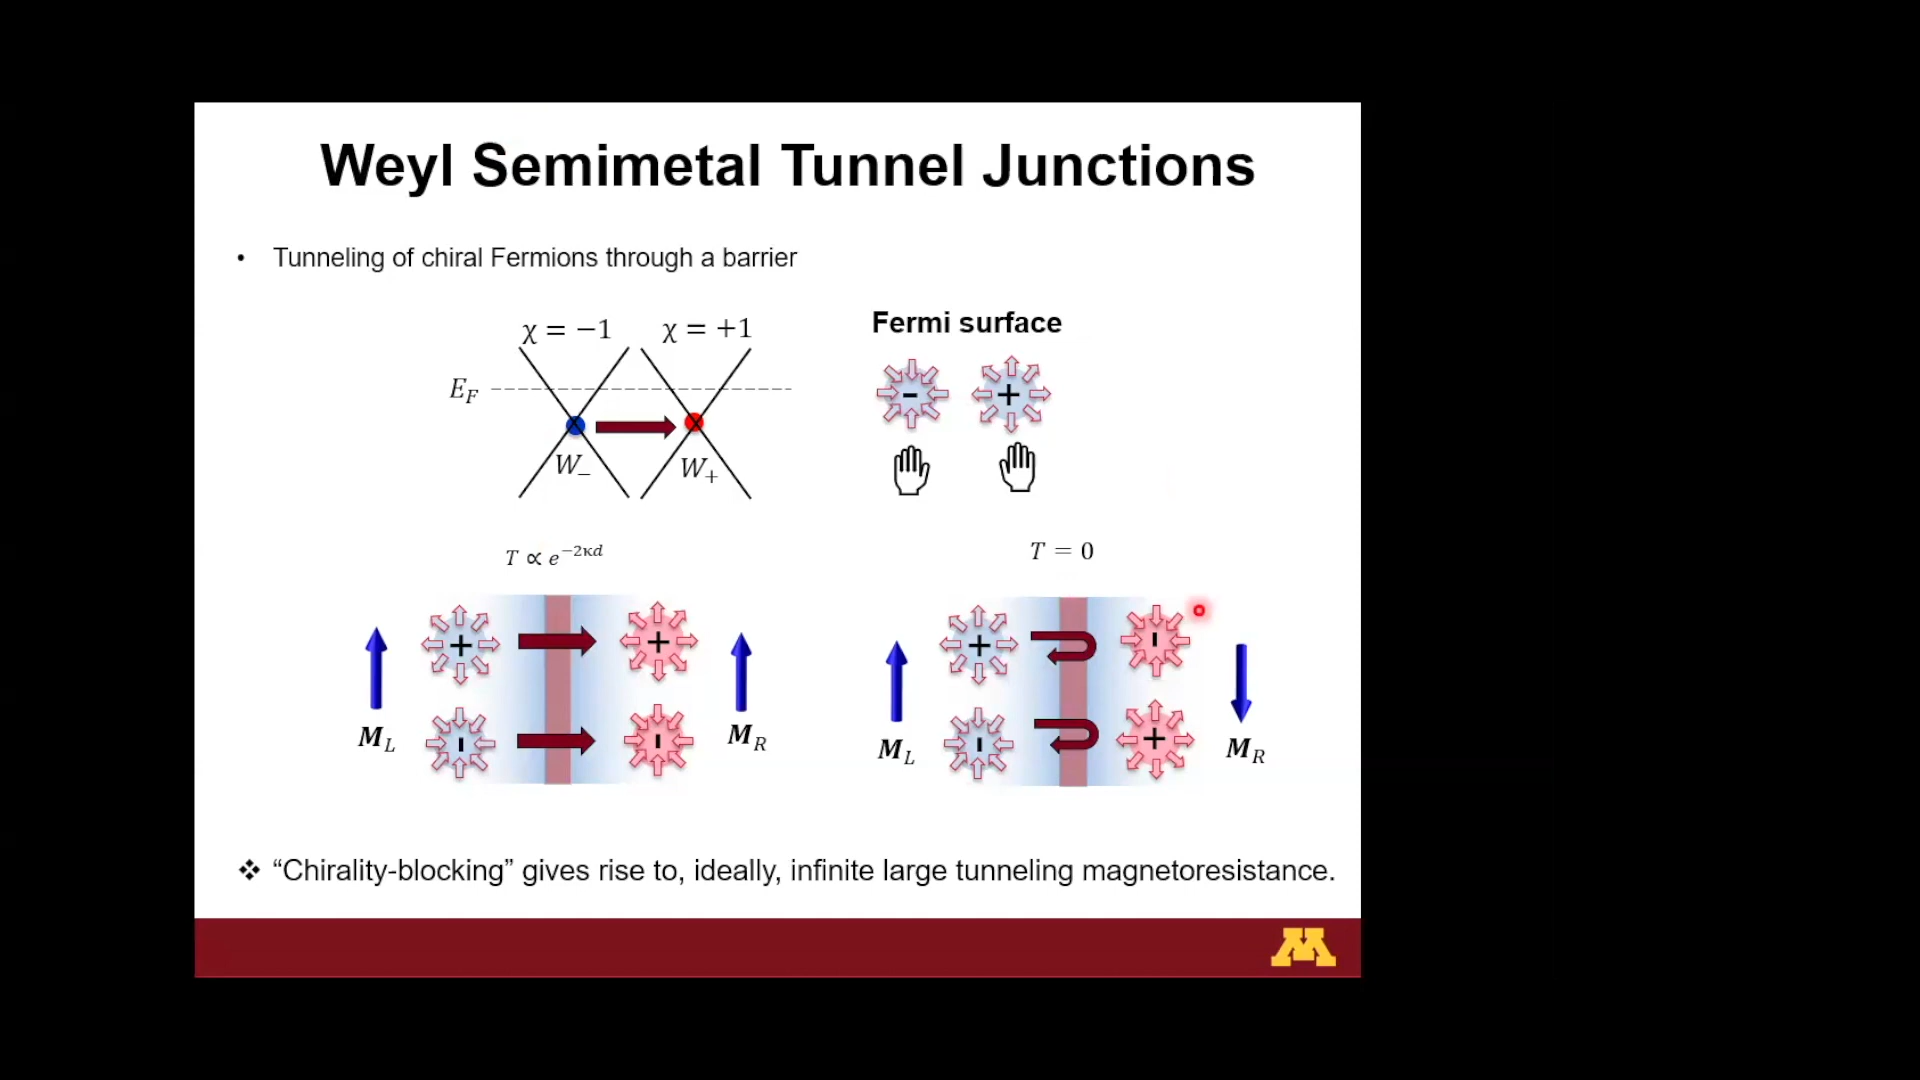 Weyl Semimetal Tunnel Junctions
• Tunneling of chiral Fermions through a barrier
χ = −1 χ = +1
Fermi surface
E_F
- +
W_− W_+
T ∝ e^{−2κd}
T = 0
+ + + -
- - - +
M_L M_R M_L M_R
❖ “Chirality-blocking” gives rise to, ideally, infinite large tunneling magnetoresistance.
M